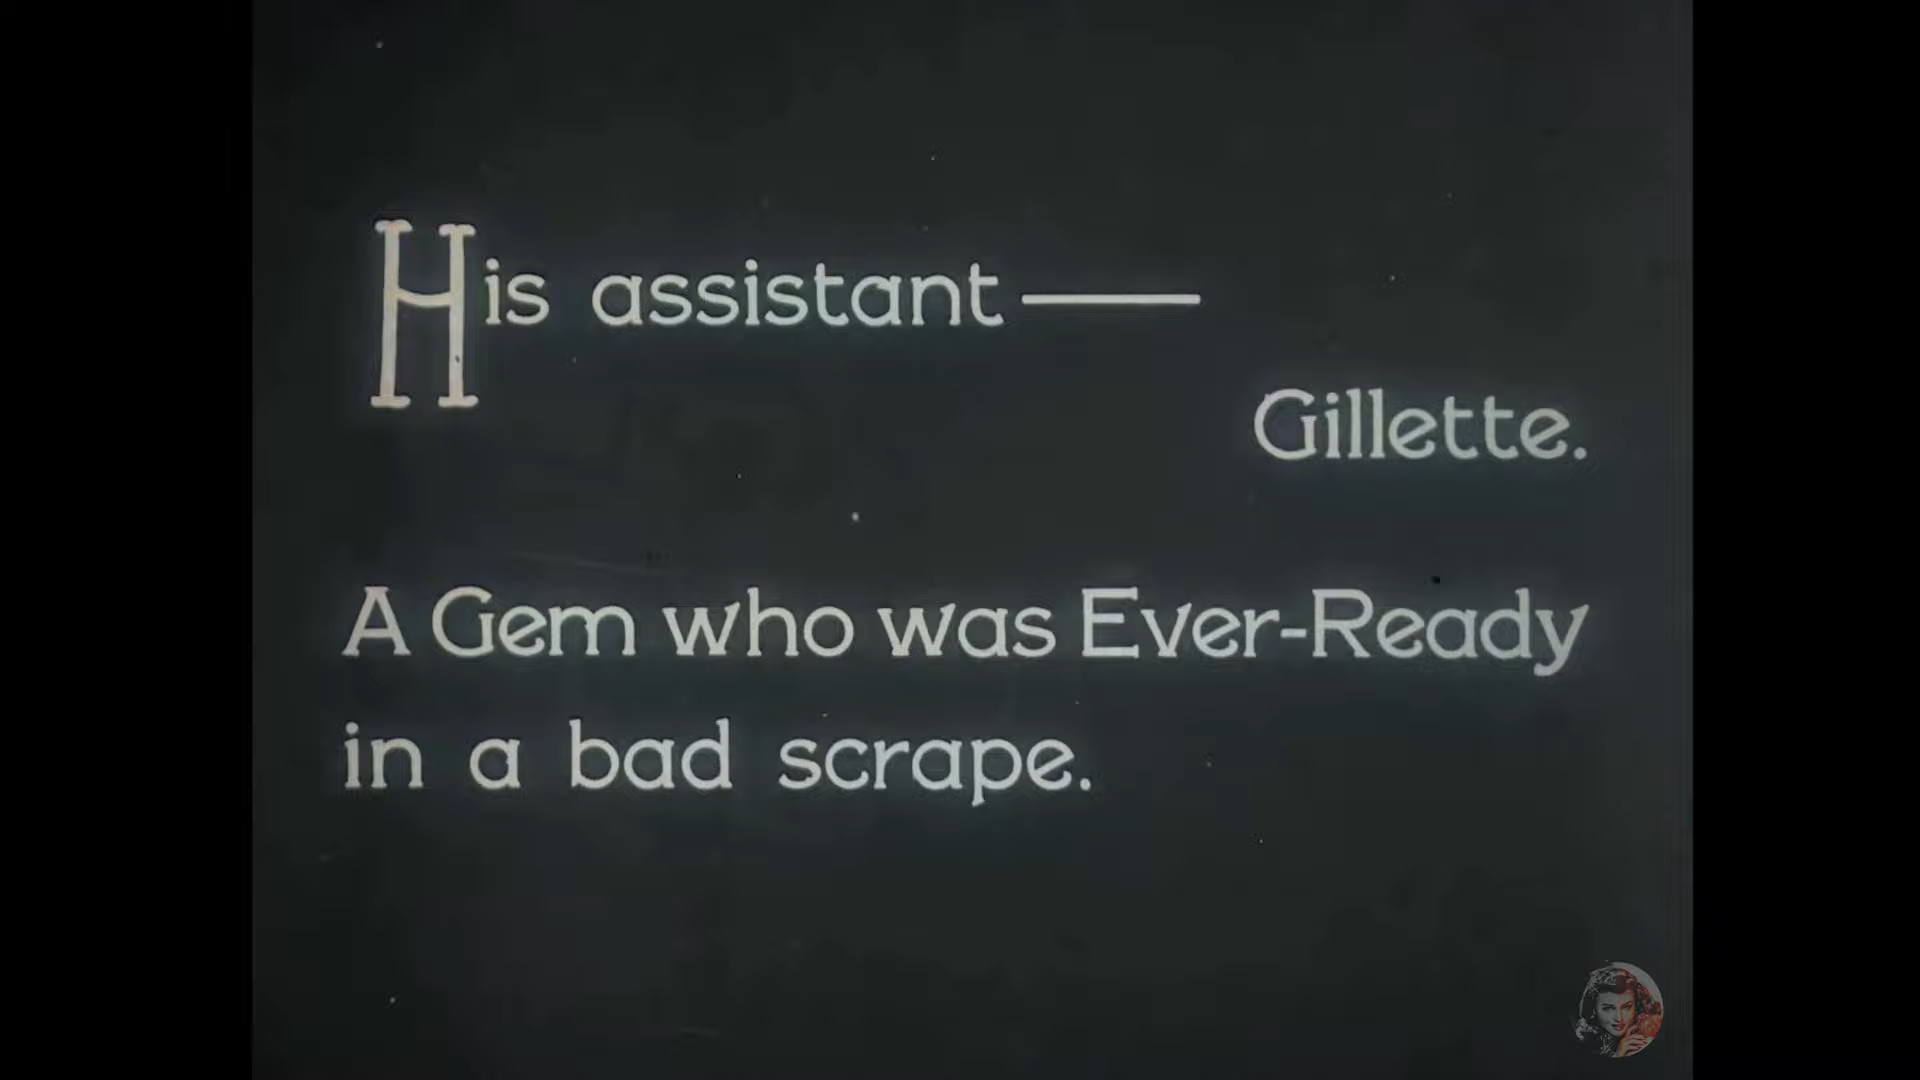 His assistant —
Gillette.
A Gem who was Ever-Ready
in a bad scrape.